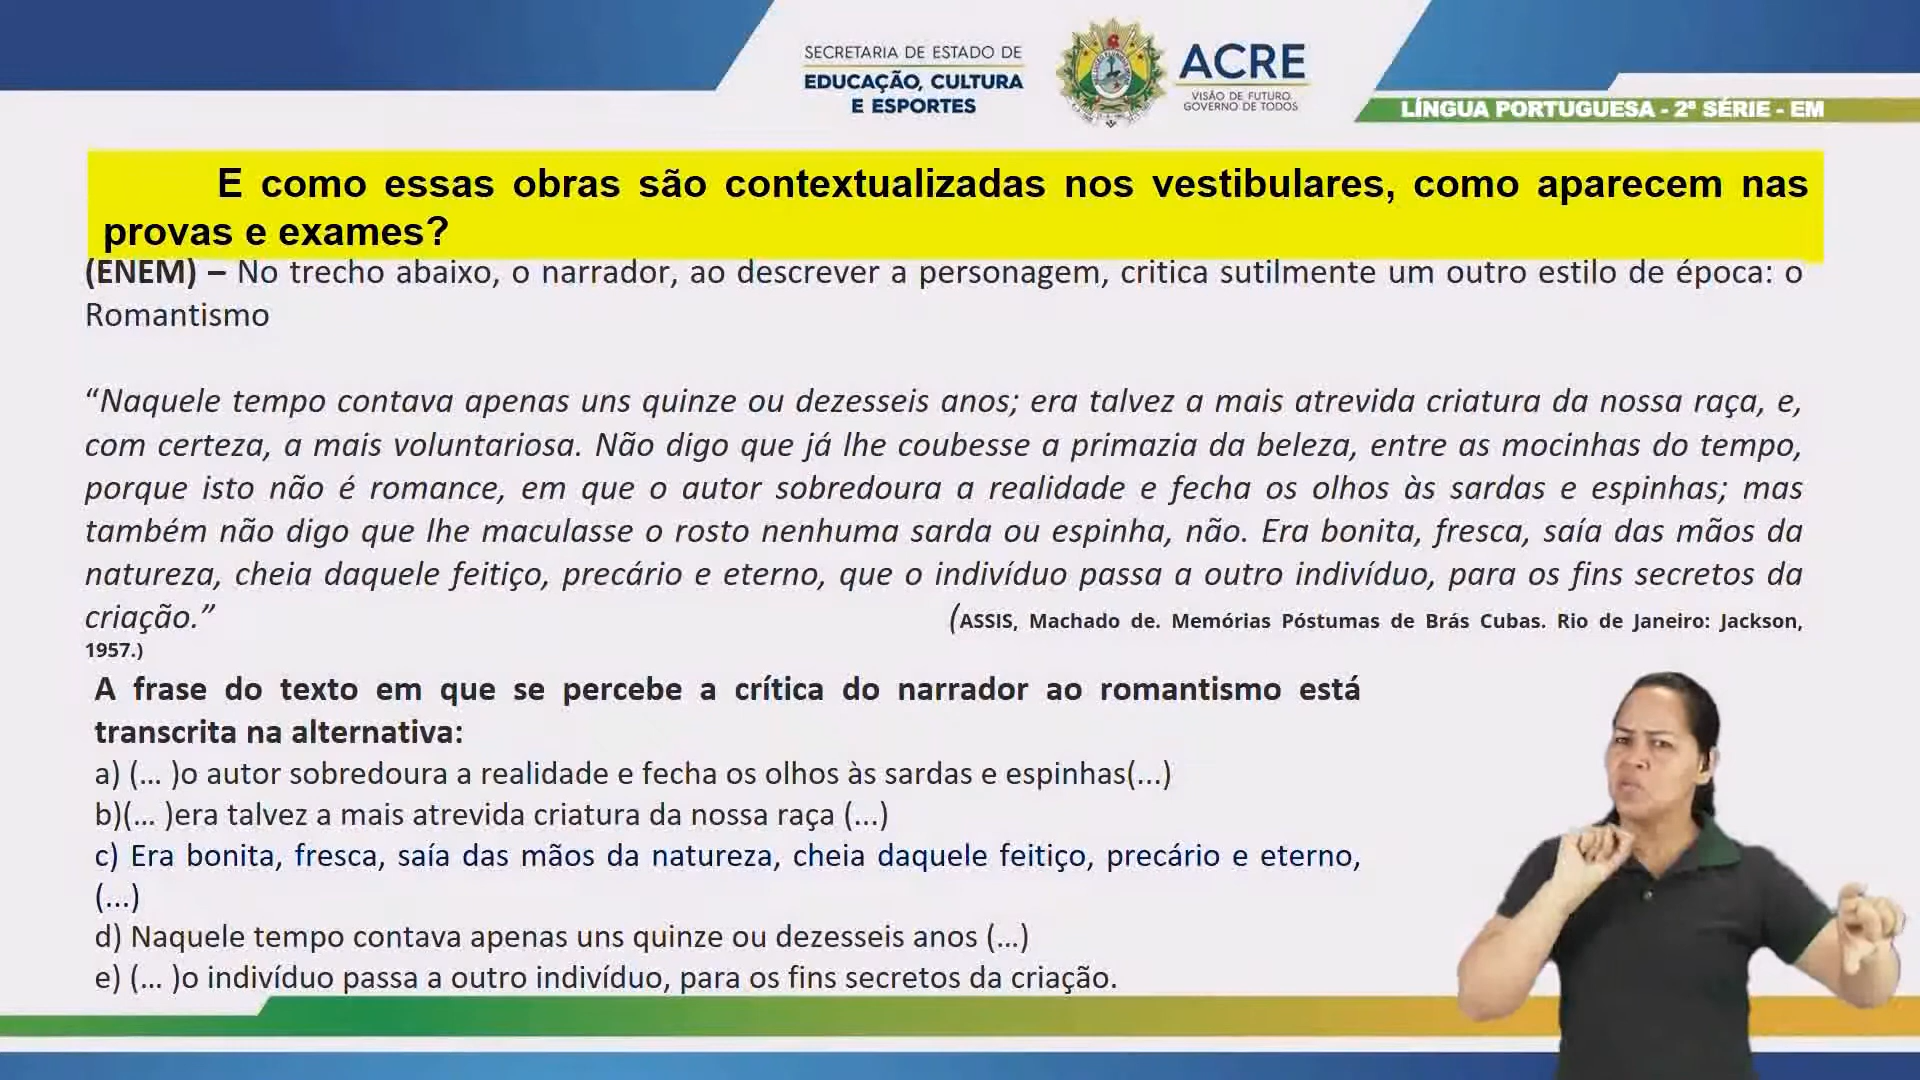 SECRETARIA DE ESTADO DE
EDUCAÇÃO, CULTURA
E ESPORTES
ACRE
VISÃO DE FUTURO.
GOVERNO DE TODOS
LÍNGUA PORTUGUESA - 2ª SÉRIE - EM
E como essas obras são contextualizadas nos vestibulares, como aparecem nas
provas e exames?
(ENEM) – No trecho abaixo, o narrador, ao descrever a personagem, critica sutilmente um outro estilo de época: o
Romantismo
“Naquele tempo contava apenas uns quinze ou dezesseis anos; era talvez a mais atrevida criatura da nossa raça, e,
com certeza, a mais voluntariosa. Não digo que já lhe coubesse a primazia da beleza, entre as mocinhas do tempo,
porque isto não é romance, em que o autor sobredoura a realidade e fecha os olhos às sardas e espinhas; mas
também não digo que lhe maculasse o rosto nenhuma sarda ou espinha, não. Era bonita, fresca, saía das mãos da
natureza, cheia daquele feitiço, precário e eterno, que o indivíduo passa a outro indivíduo, para os fins secretos da
criação.” (ASSIS, Machado de. Memórias Póstumas de Brás Cubas. Rio de Janeiro: Jackson,
1957.)
A frase do texto em que se percebe a crítica do narrador ao romantismo está
transcrita na alternativa:
a) (... )o autor sobredoura a realidade e fecha os olhos às sardas e espinhas(...)
b)(... )era talvez a mais atrevida criatura da nossa raça (...)
c) Era bonita, fresca, saía das mãos da natureza, cheia daquele feitiço, precário e eterno,
(...)
d) Naquele tempo contava apenas uns quinze ou dezesseis anos (...)
e) (... )o indivíduo passa a outro indivíduo, para os fins secretos da criação.